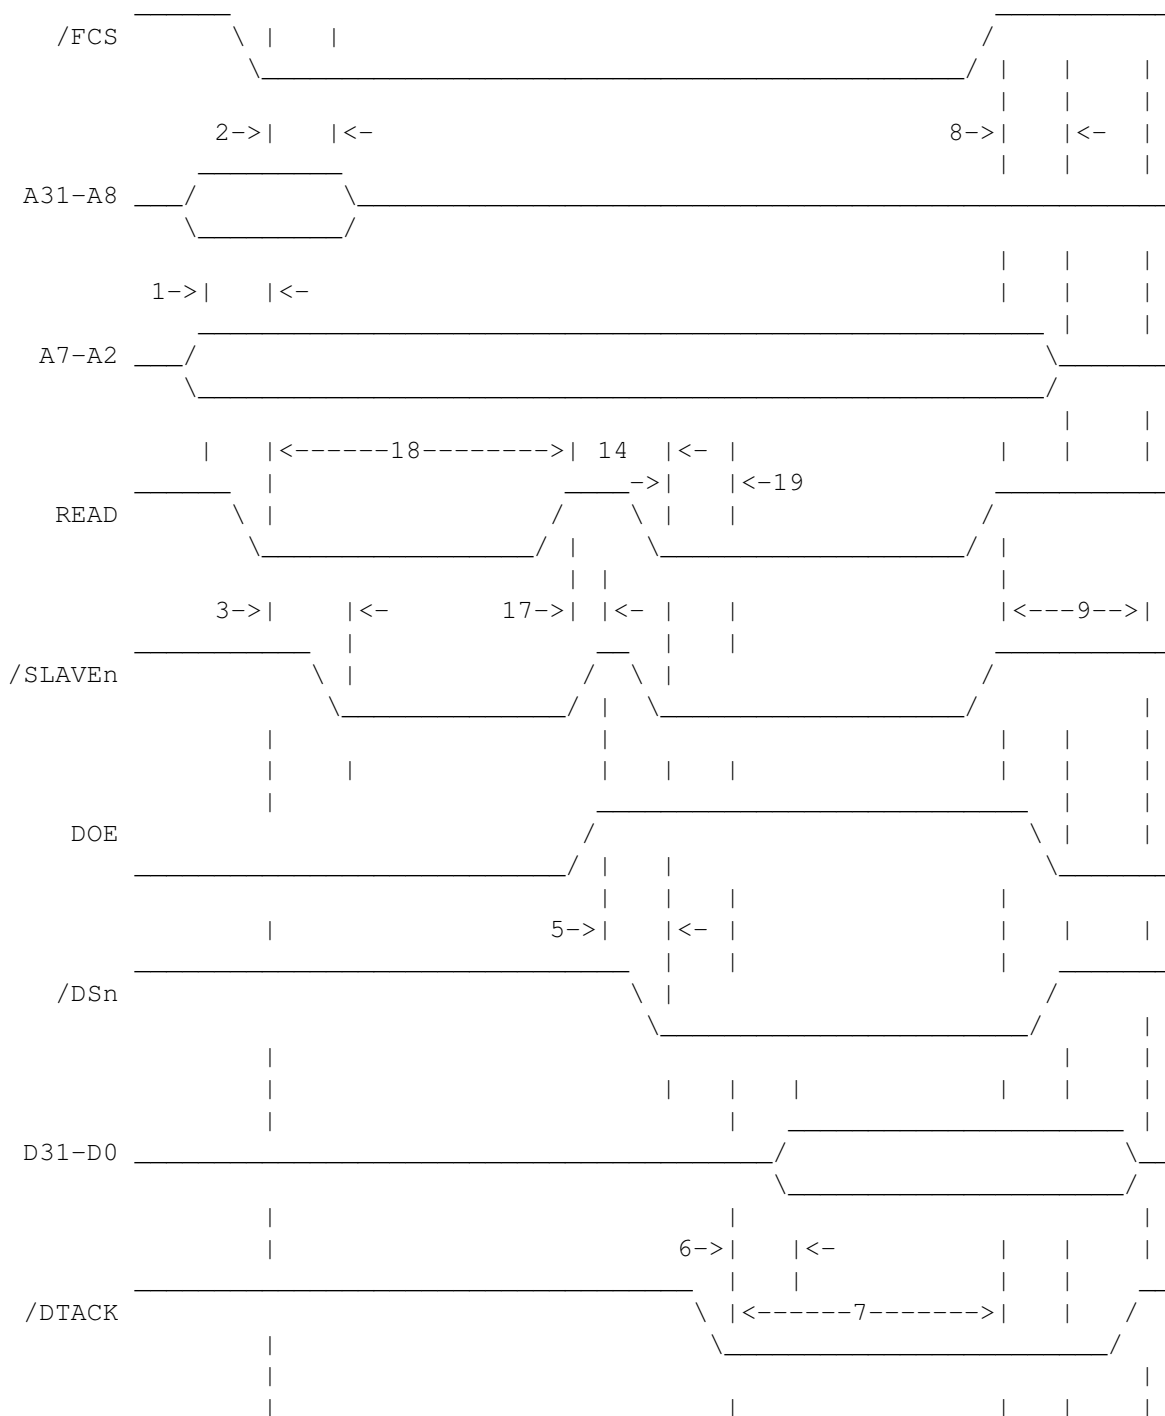 /FCS
2->| |<- 8->| |<-
A31-A8
1->| |<-
A7-A2
|<------18-------->| 14 |<-
->| |<-19
READ
3->| |<- 17->| |<- |<---9-->|
/SLAVEn
DOE
5->| |<-
/DSn
D31-D0
6->| |<-
/DTACK |<------7------->|